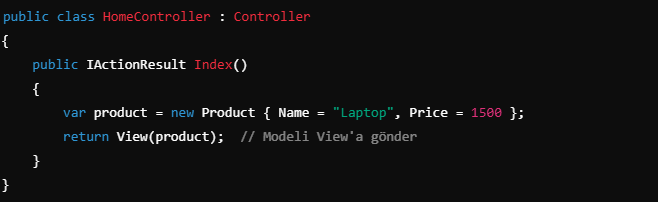 public class HomeController : Controller
{
    public IActionResult Index()
    {
        var product = new Product { Name = "Laptop", Price = 1500 };
        return View(product);  // Modeli View'a gönder
    }
}